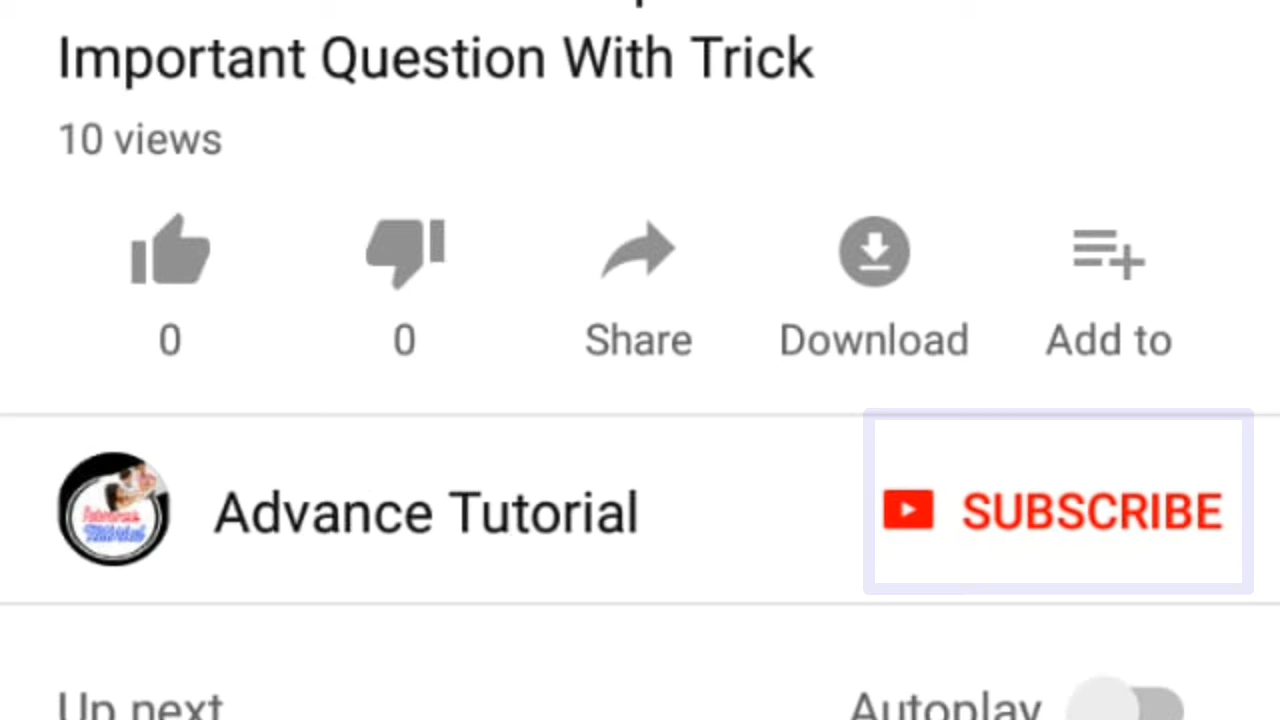 Important Question With Trick
10 views
0 0 Share Download Add to
Advance Tutorial SUBSCRIBE
Up next Autoplay